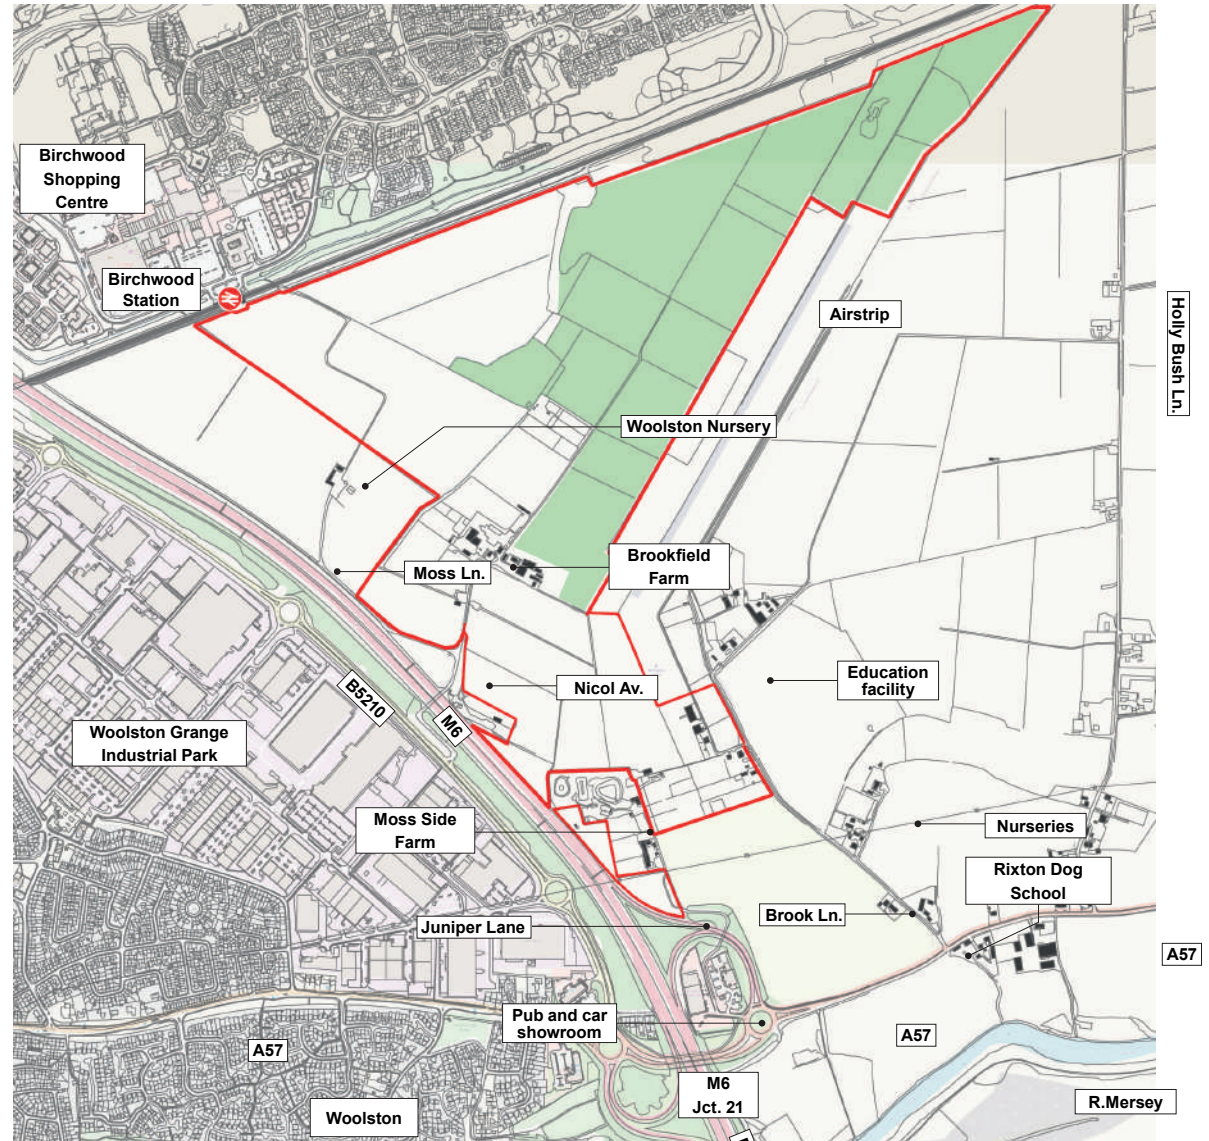 Birchwood
Shopping
Centre
Birchwood
Station
Airstrip
Holly Bush Ln.
Woolston Nursery
Brookfield
Farm
Moss Ln.
Nicol Av.
Education
facility
B5210
M6
Woolston Grange
Industrial Park
Moss Side
Farm
Nurseries
Rixton Dog
School
Juniper Lane
Brook Ln.
A57
Pub and car
showroom
A57
A57
M6
Jct. 21
Woolston
R.Mersey